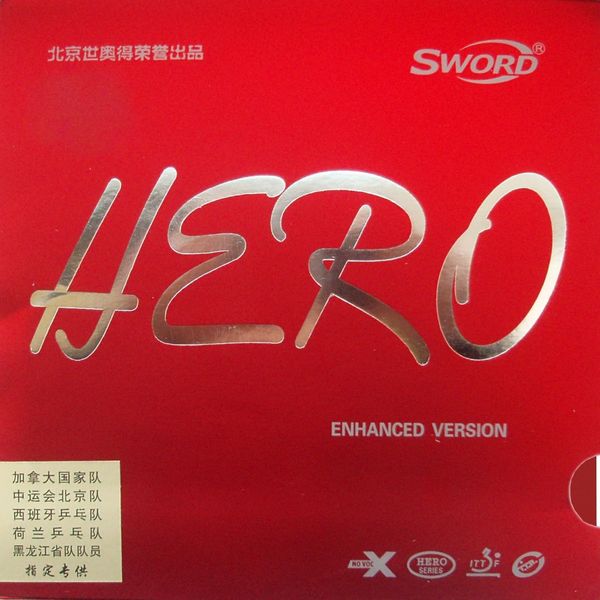 北京世奥得荣誉出品
SWORD®
HERO
ENHANCED VERSION
加拿大国家队
中运会北京队
西班牙乒乓队
荷兰乒乓队
黑龙江省队队员
指定专供
NO VOC X
HERO
SERIES
ITTF